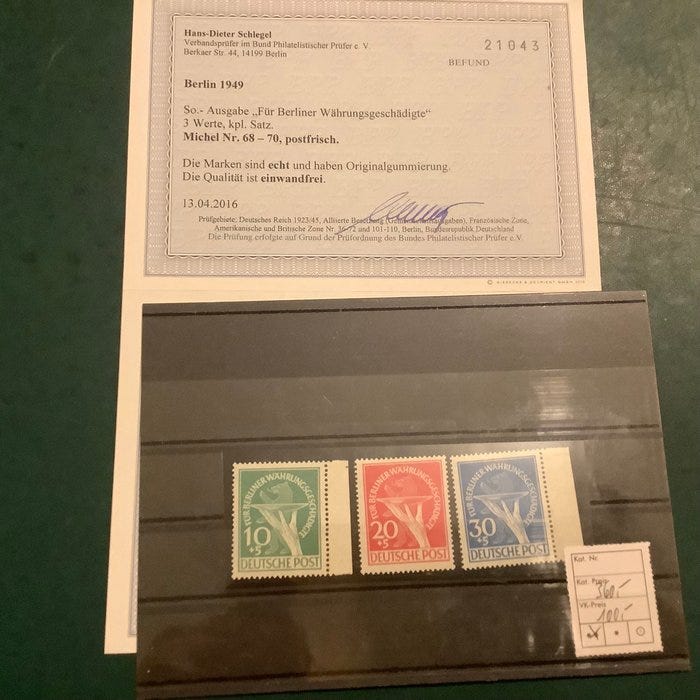 Hans-Dieter Schlegel
Verbandsprüfer im Bund Philatelistischer Prüfer e. V.
Berkaer Str. 44, 14199 Berlin
21043
BEFUND
Berlin 1949
So.- Ausgabe „Für Berliner Währungsgeschädigte“
3 Werte, kpl. Satz.
Michel Nr. 68 – 70, postfrisch.
Die Marken sind echt und haben Originalgummierung.
Die Qualität ist einwandfrei.
13.04.2016
Prüfgebiete: Deutsches Reich 1923/45, Alliierte Besetzung (Gemeinschaftsausgaben), Französische Zone,
Amerikanische und Britische Zone Nr. 36-72 und 101-110, Berlin, Bundesrepublik Deutschland
Die Prüfung erfolgte auf Grund der Prüfordnung des Bundes Philatelistischer Prüfer e.V.
FÜR BERLINER WÄHRUNGSGESCHÄDIGTE
10
+5
DEUTSCHE POST
FÜR BERLINER WÄHRUNGSGESCHÄDIGTE
20
+5
DEUTSCHE POST
FÜR BERLINER WÄHRUNGSGESCHÄDIGTE
30
+5
DEUTSCHE POST
Kat. Nr.
Kat. Preis
360,-
VK-Preis
100,-